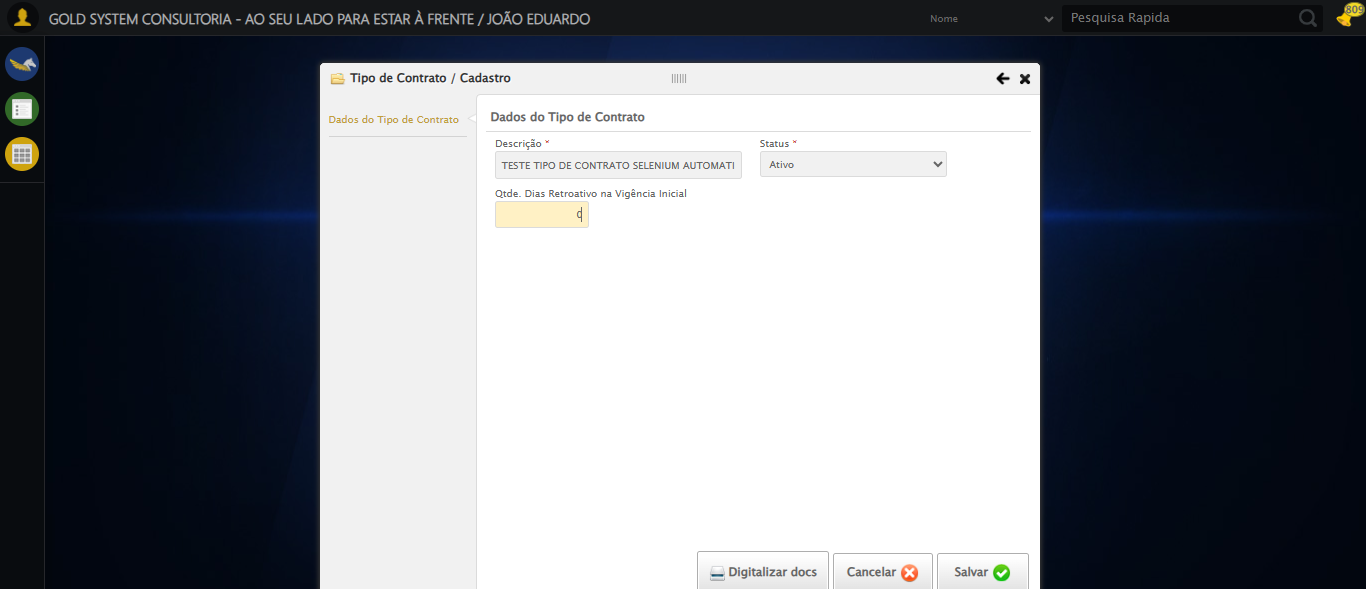 GOLD SYSTEM CONSULTORIA - AO SEU LADO PARA ESTAR À FRENTE / JOÃO EDUARDO
Nome
Pesquisa Rapida
809
Tipo de Contrato / Cadastro
Dados do Tipo de Contrato
Dados do Tipo de Contrato
Descrição *
Status *
TESTE TIPO DE CONTRATO SELENIUM AUTOMATI
Ativo
Qtde. Dias Retroativo na Vigência Inicial
0
Digitalizar docs
Cancelar
Salvar